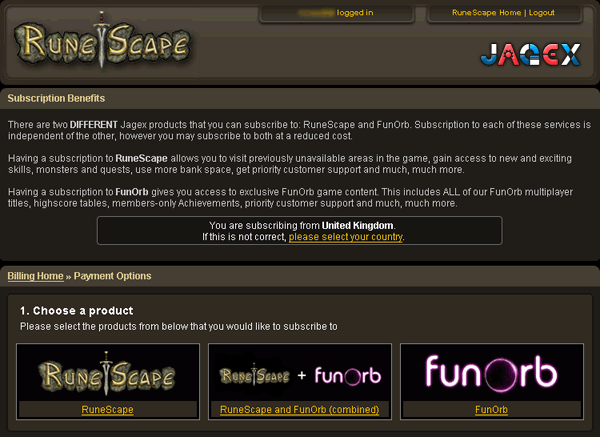 RUNESCAPE
logged in
RuneScape Home | Logout
JAGEX
Subscription Benefits
There are two DIFFERENT Jagex products that you can subscribe to: RuneScape and FunOrb. Subscription to each of these services is
independent of the other, however you may subscribe to both at a reduced cost.
Having a subscription to RuneScape allows you to visit previously unavailable areas in the game, gain access to new and exciting
skills, monsters and quests, use more bank space, get priority customer support and much, much more.
Having a subscription to FunOrb gives you access to exclusive FunOrb game content. This includes ALL of our FunOrb multiplayer
titles, highscore tables, members-only Achievements, priority customer support and much, much more.
You are subscribing from United Kingdom.
If this is not correct, please select your country.
Billing Home » Payment Options
1. Choose a product
Please select the products from below that you would like to subscribe to
RUNESCAPE
RUNESCAPE + funOrb
funOrb
RuneScape
RuneScape and FunOrb (combined)
FunOrb